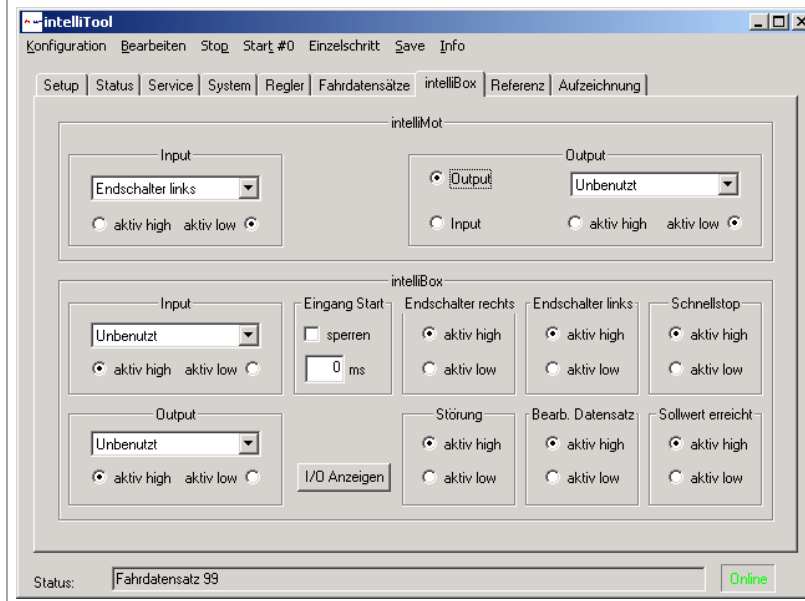 intelliTool
Konfiguration Bearbeiten Stop Start #0 Einzelschritt Save Info
Setup Status Service System Regler Fahrdatensätze intelliBox Referenz Aufzeichnung
intelliMot
Input
Endschalter links
aktiv high aktiv low
Output
Output
Unbenutzt
Input
aktiv high aktiv low
intelliBox
Input
Unbenutzt
aktiv high aktiv low
Eingang Start
sperren
0 ms
Endschalter rechts
aktiv high
aktiv low
Endschalter links
aktiv high
aktiv low
Schnellstop
aktiv high
aktiv low
Output
Unbenutzt
aktiv high aktiv low
I/O Anzeigen
Störung
aktiv high
aktiv low
Bearb. Datensatz
aktiv high
aktiv low
Sollwert erreicht
aktiv high
aktiv low
Status: Fahrdatensatz 99 Online